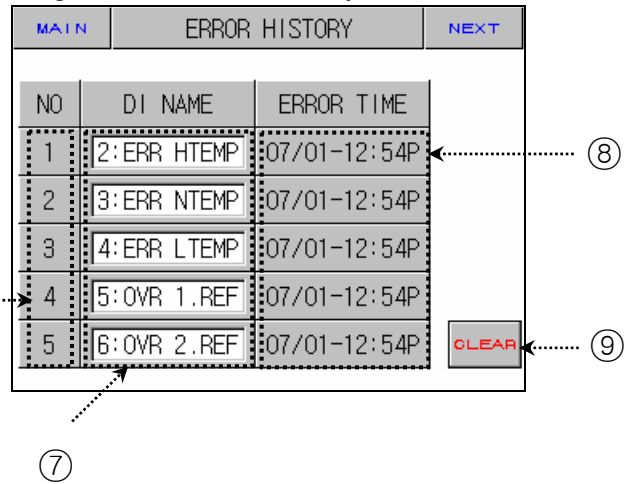 MAIN ERROR HISTORY NEXT
NO DI NAME ERROR TIME
1 2:ERR HTEMP 07/01-12:54P ⑧
2 3:ERR NTEMP 07/01-12:54P
3 4:ERR LTEMP 07/01-12:54P
4 5:OVR 1.REF 07/01-12:54P
5 6:OVR 2.REF 07/01-12:54P CLEAR ⑨
⑦